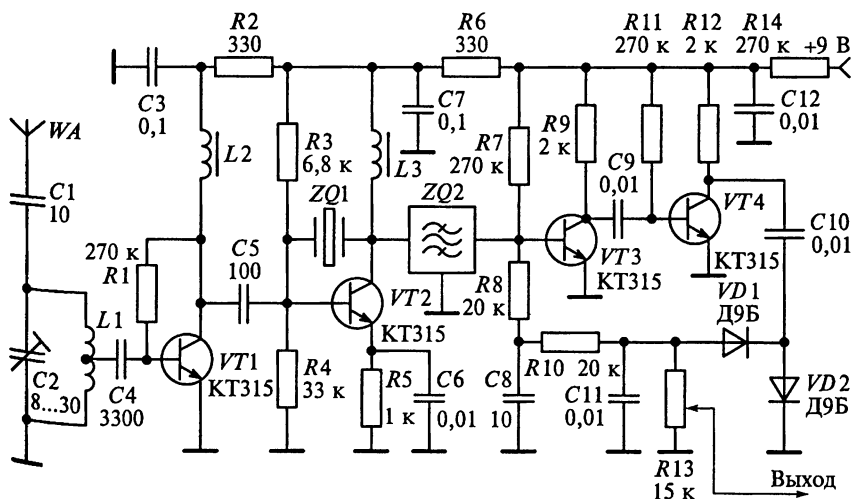 R2
330
R6
330
R11
270 к
R12
2 к
R14
270 к
+9 В
C3
0,1
C7
0,1
C12
0,01
WA
L2
R3
6,8 к
L3
R7
270 к
R9
2 к
C9
0,01
C1
10
ZQ1
ZQ2
VT4
КТ315
C10
0,01
270 к
R1
C5
100
VT2
КТ315
VT3
КТ315
R8
20 к
VD1
Д9Б
L1
C2
8...30
C4
3300
VT1
КТ315
R4
33 к
R5
1 к
C6
0,01
C8
10
R10
20 к
C11
0,01
VD2
Д9Б
R13
15 к
Выход